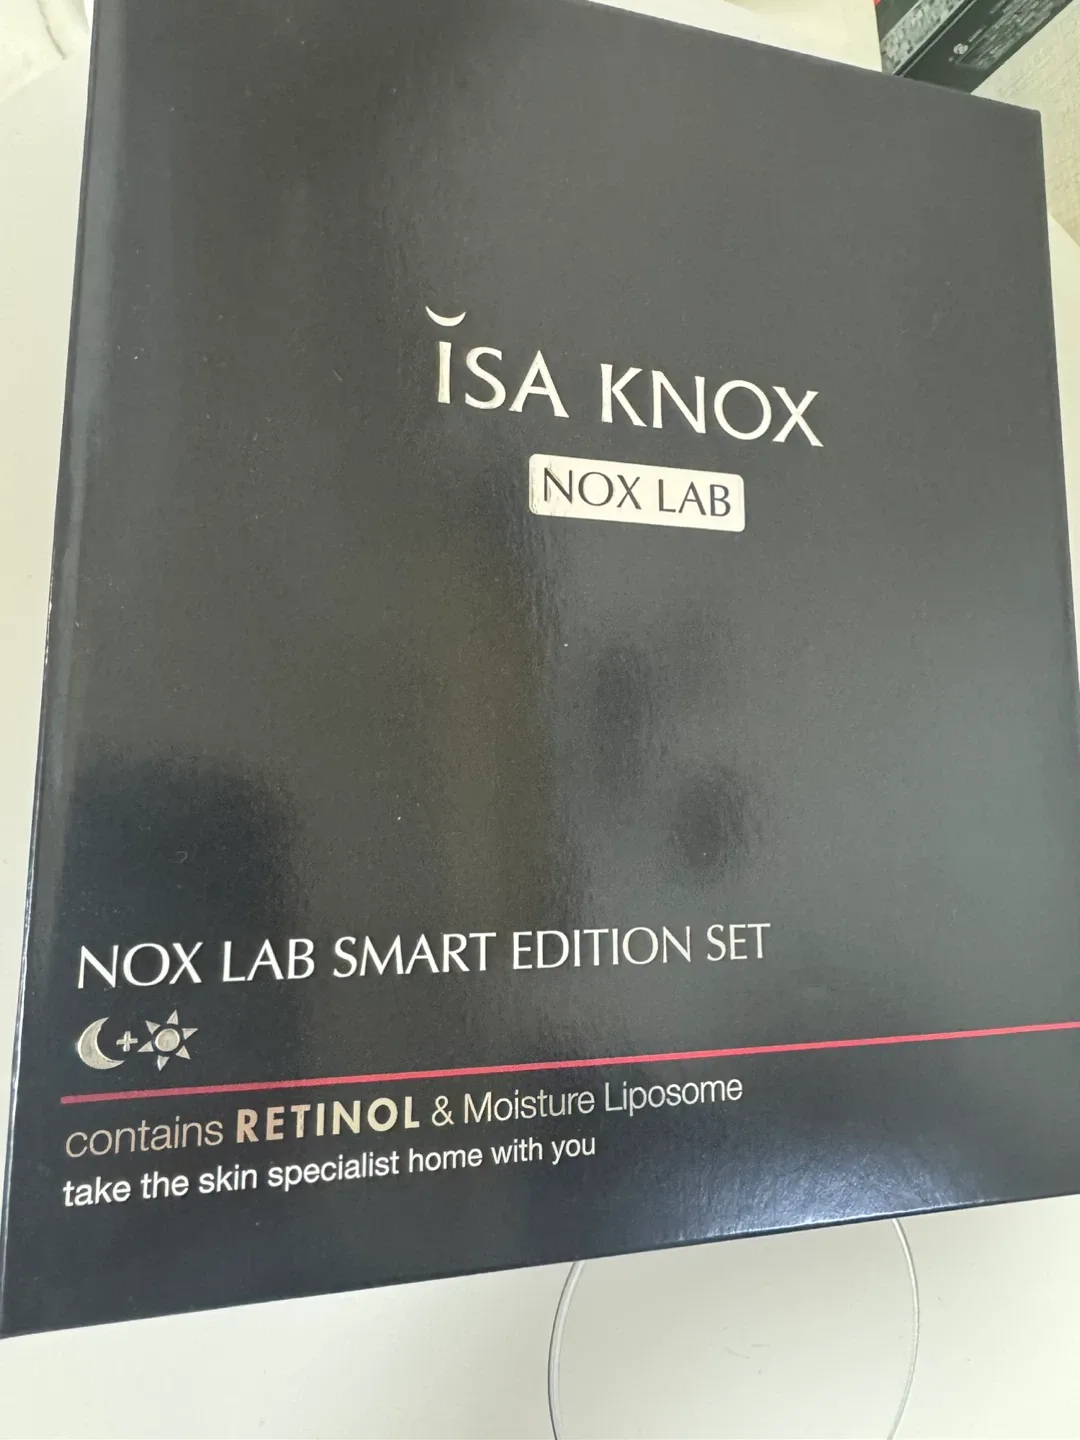 ĬSA KNOX
NOX LAB
NOX LAB SMART EDITION SET
contains RETINOL & Moisture Liposome
take the skin specialist home with you